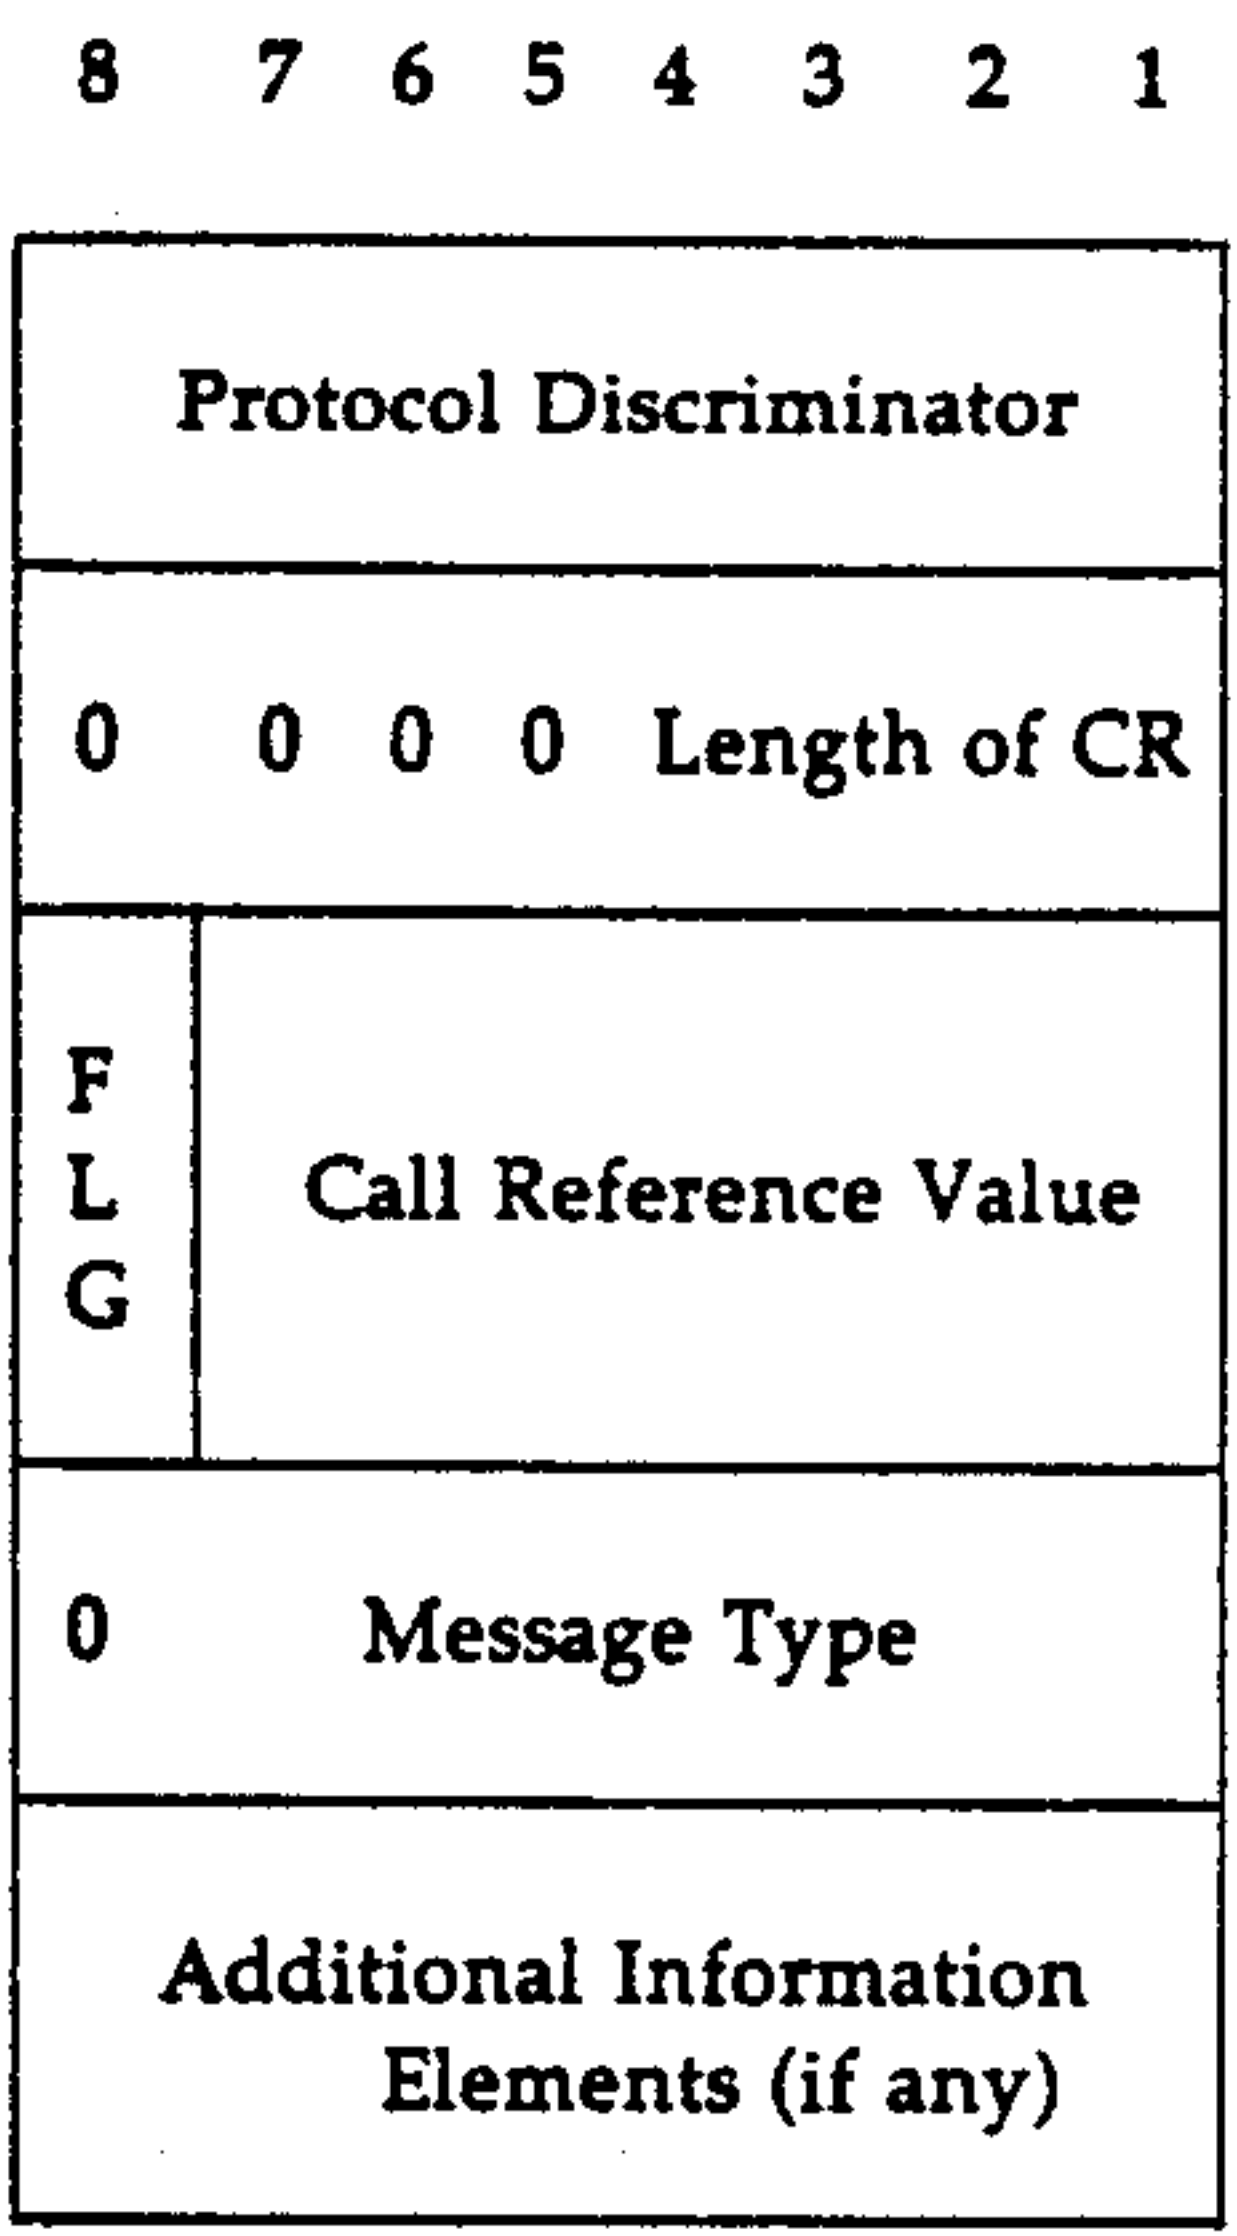 8 7 6 5 4 3 2 1
Protocol Discriminator
0 0 0 0 Length of CR
F
L
G
Call Reference Value
0 Message Type
Additional Information
Elements (if any)